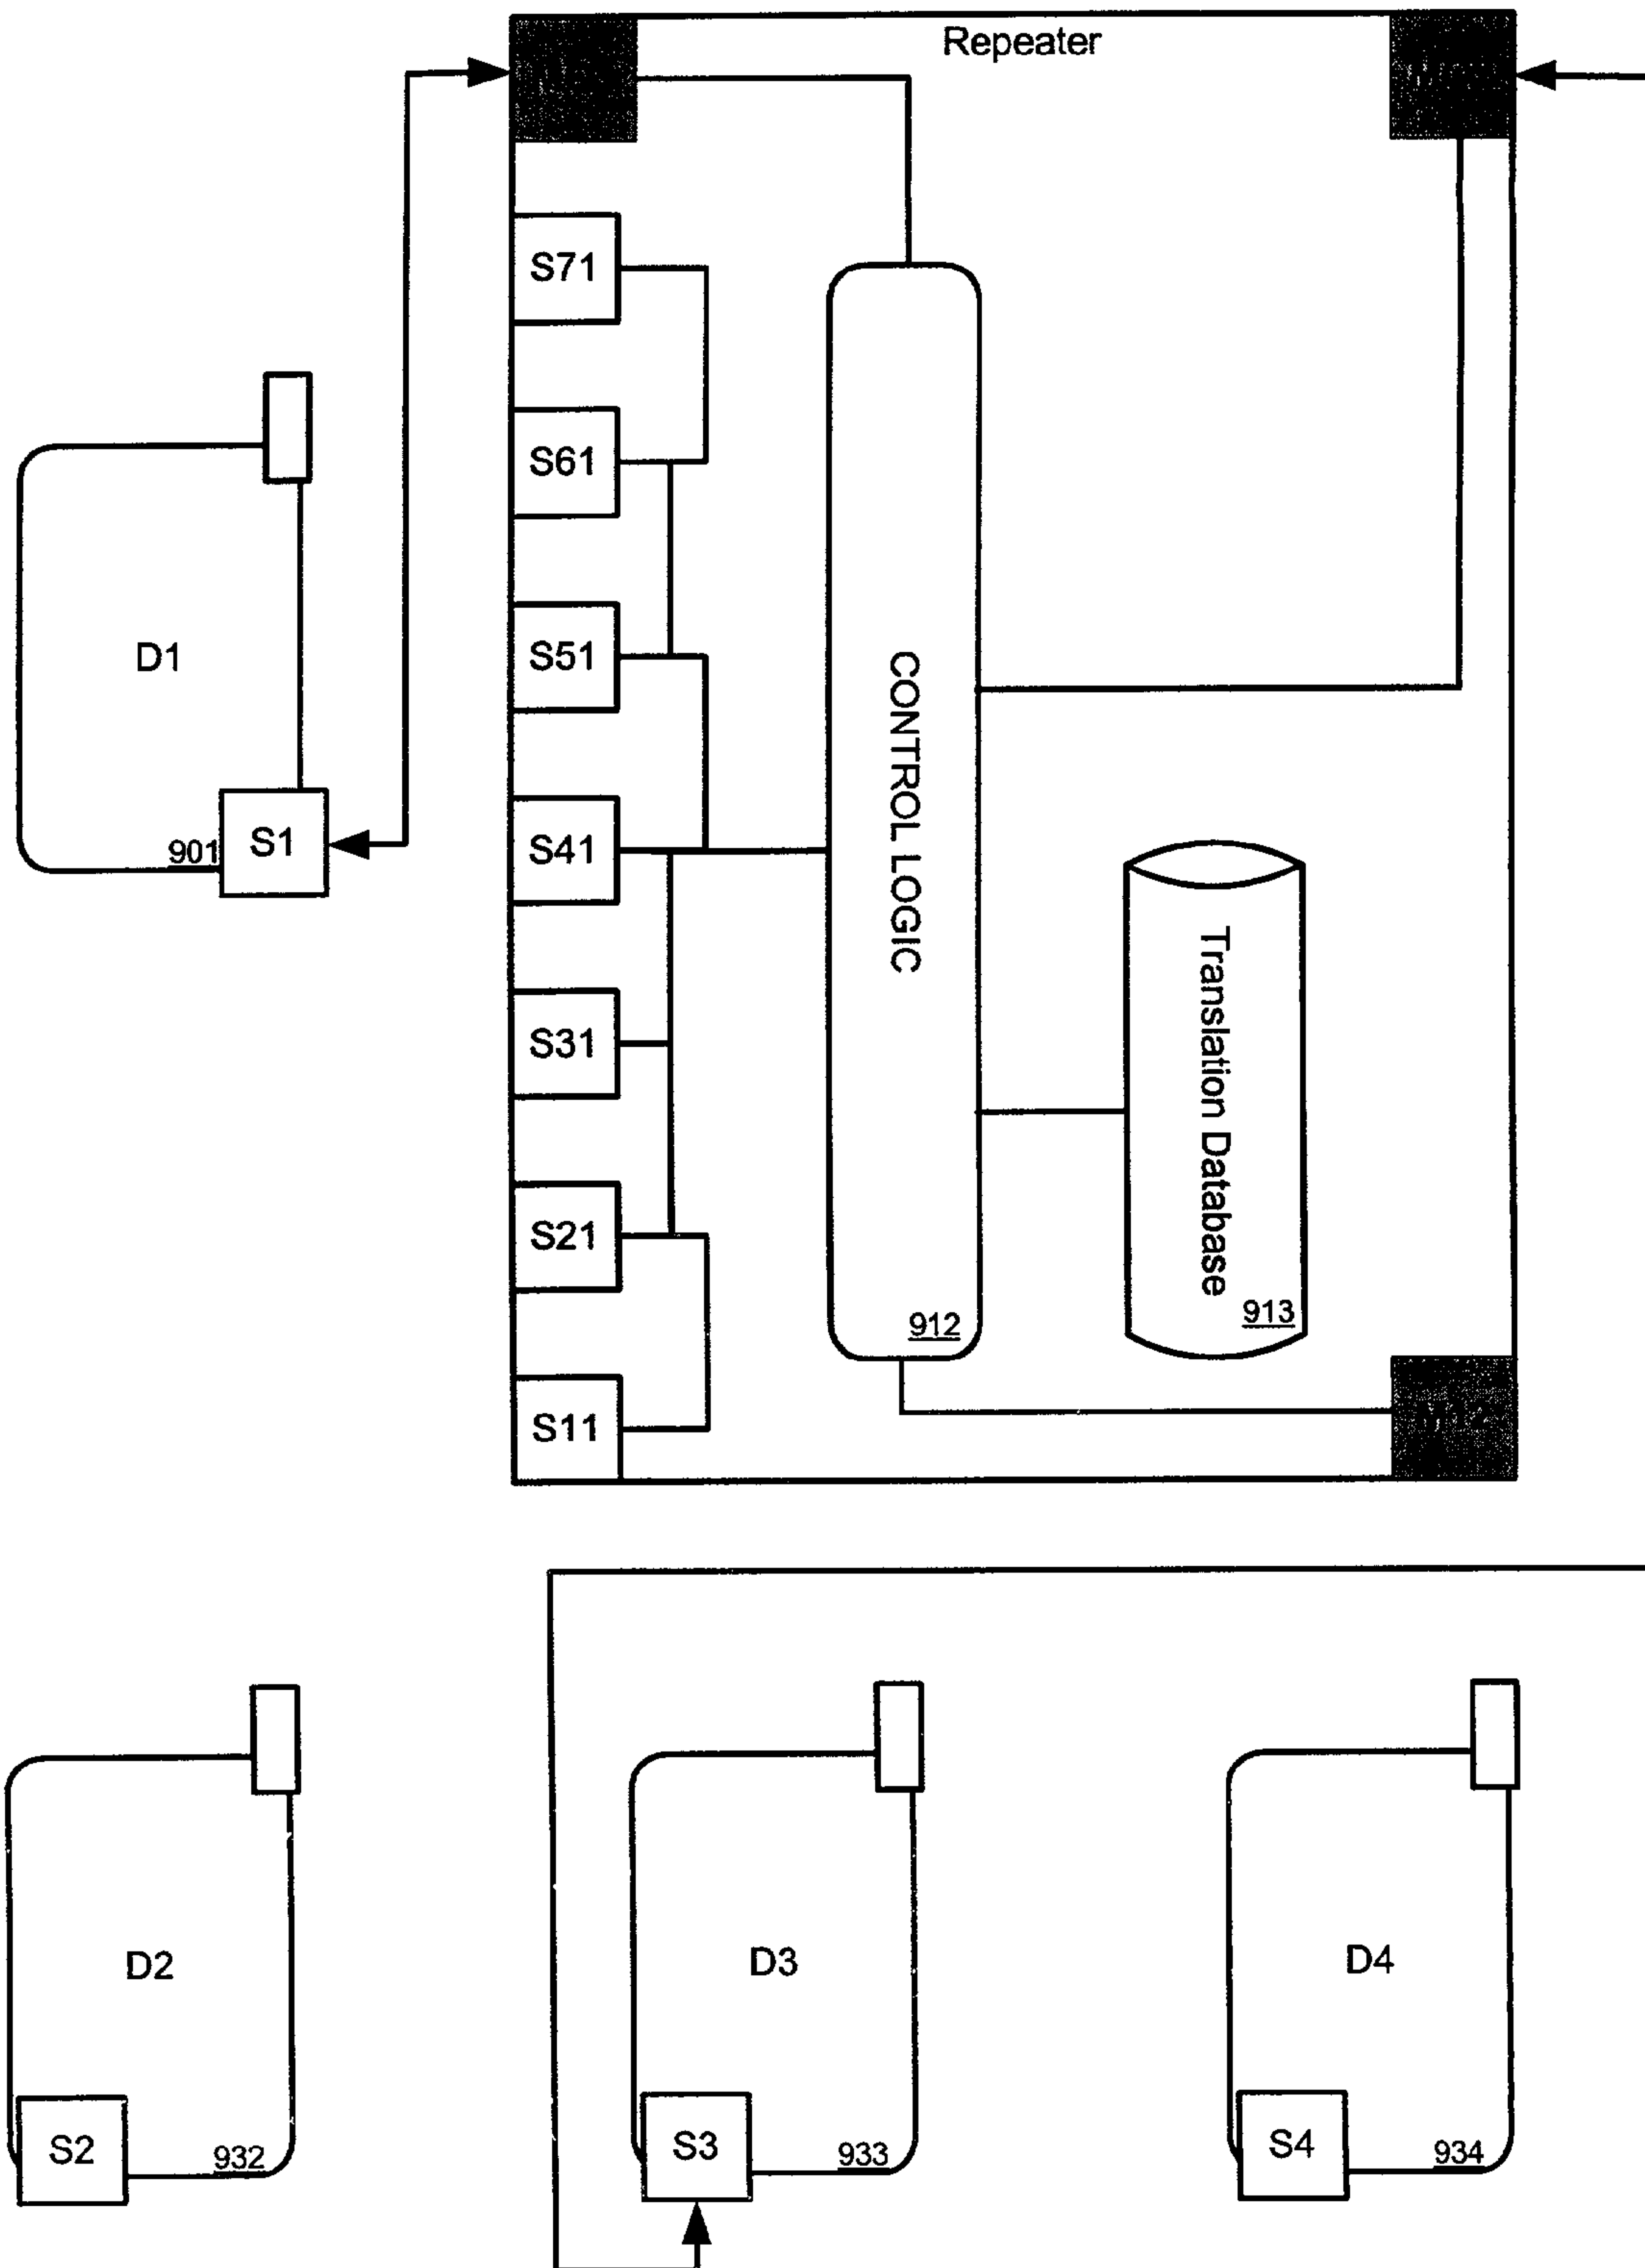 Repeater
S71
S61
S51
S41
S31
S21
S11
CONTROL LOGIC
912
Translation Database
913
D1
901
S1
D2
S2
932
D3
S3
933
D4
S4
934